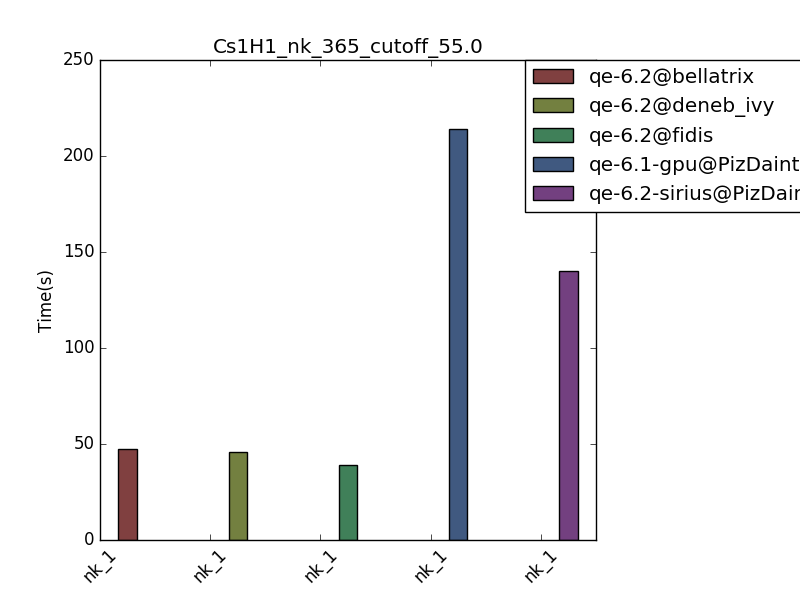 Cs1H1_nk_365_cutoff_55.0
250
200
150
100
50
0
Time(s)
nk_1
nk_1
nk_1
nk_1
nk_1
qe-6.2@bellatrix
qe-6.2@deneb_ivy
qe-6.2@fidis
qe-6.1-gpu@PizDaint
qe-6.2-sirius@PizDain